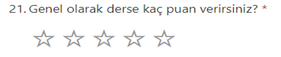 21. Genel olarak derse kaç puan verirsiniz? *